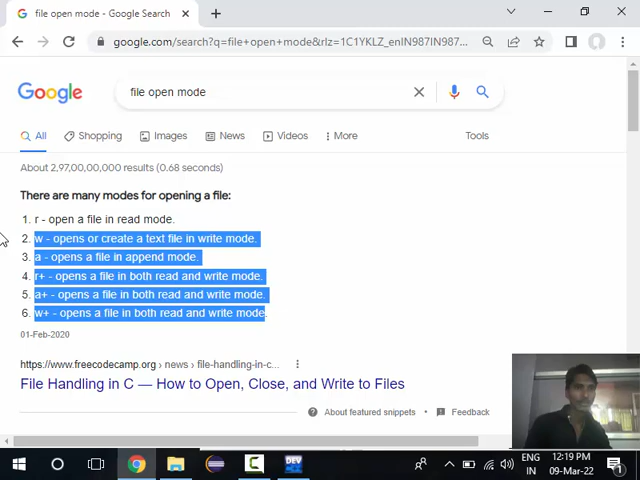 file open mode - Google Search
google.com/search?q=file+open+mode&rlz=1C1YKLZ_enIN987IN987...
Google
file open mode
All
Shopping
Images
News
Videos
More
Tools
About 2,97,00,00,000 results (0.68 seconds)
There are many modes for opening a file:
1. r - open a file in read mode.
2. w - opens or create a text file in write mode.
3. a - opens a file in append mode.
4. r+ - opens a file in both read and write mode.
5. a+ - opens a file in both read and write mode.
6. w+ - opens a file in both read and write mode.
01-Feb-2020
https://www.freecodecamp.org › news › file-handling-in-c...
File Handling in C — How to Open, Close, and Write to Files
About featured snippets
Feedback
DEV
ENG
IN
12:19 PM
09-Mar-22
1